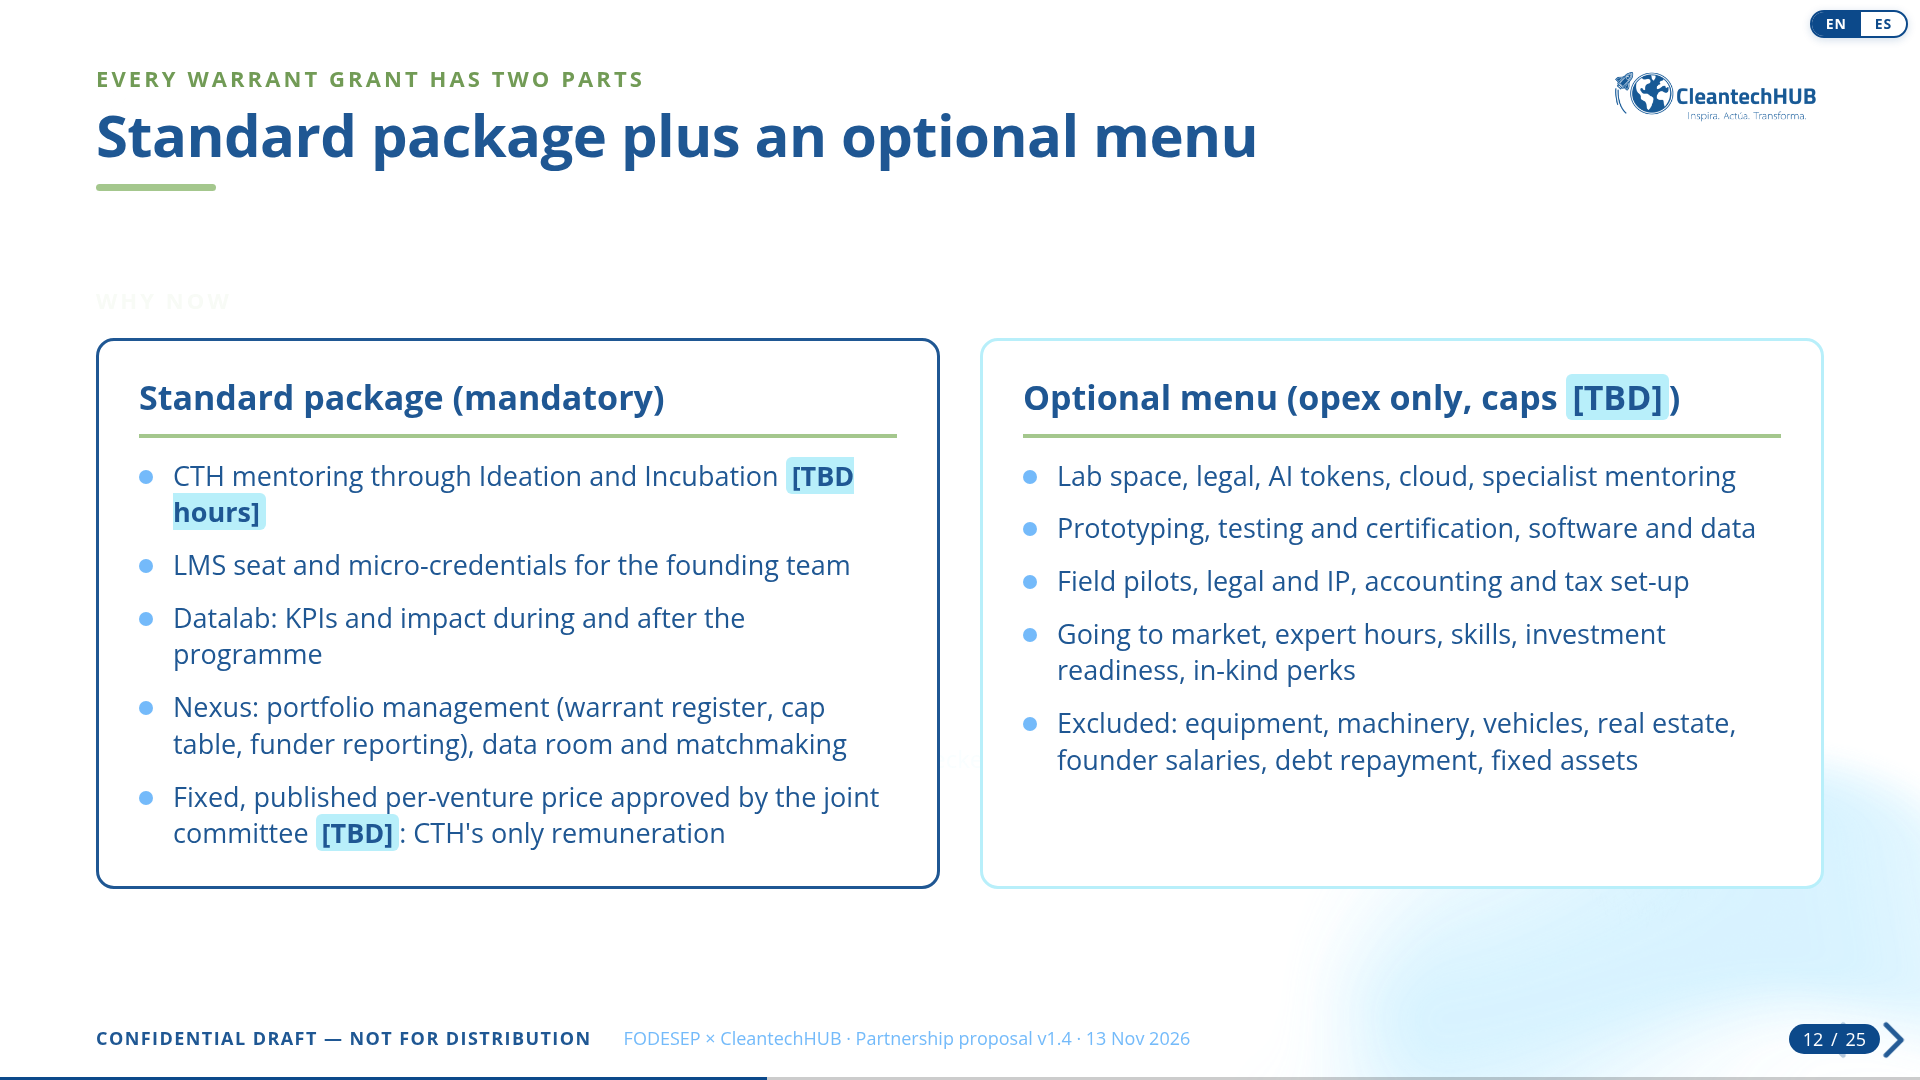 EN ES
EVERY WARRANT GRANT HAS TWO PARTS
Standard package plus an optional menu
CleantechHUB
Inspira. Actúa. Transforma.
WHY NOW
Standard package (mandatory)
CTH mentoring through Ideation and Incubation [TBD
hours]
LMS seat and micro-credentials for the founding team
Datalab: KPIs and impact during and after the
programme
Nexus: portfolio management (warrant register, cap
table, funder reporting), data room and matchmaking
Fixed, published per-venture price approved by the joint
committee [TBD]: CTH's only remuneration
Optional menu (opex only, caps [TBD])
Lab space, legal, AI tokens, cloud, specialist mentoring
Prototyping, testing and certification, software and data
Field pilots, legal and IP, accounting and tax set-up
Going to market, expert hours, skills, investment
readiness, in-kind perks
Excluded: equipment, machinery, vehicles, real estate,
founder salaries, debt repayment, fixed assets
CONFIDENTIAL DRAFT — NOT FOR DISTRIBUTION FODESEP × CleantechHUB · Partnership proposal v1.4 · 13 Nov 2026
12 / 25